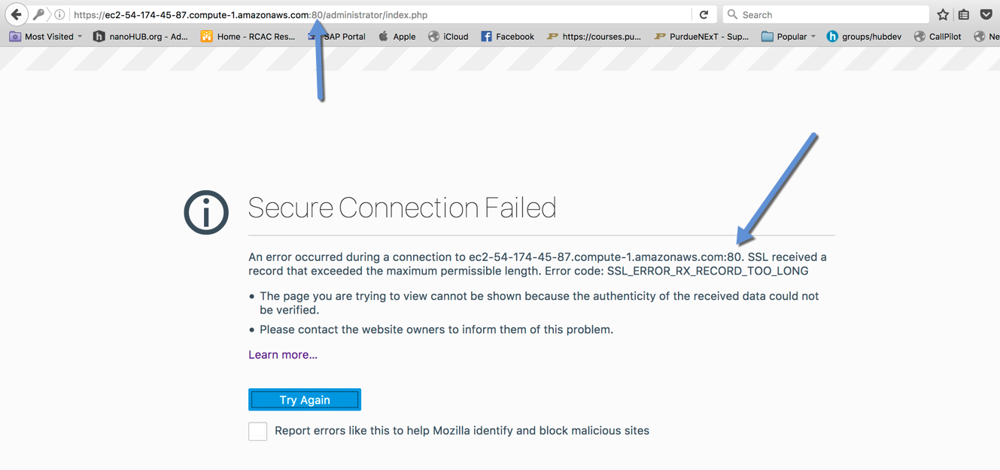 https://ec2-54-174-45-87.compute-1.amazonaws.com:80/administrator/index.php
Search
Most Visited
nanoHUB.org - Ad...
Home - RCAC Res...
SAP Portal
Apple
iCloud
Facebook
https://courses.pu...
PurdueNExT - Sup...
Popular
groups/hubdev
CallPilot
Ne
Secure Connection Failed
An error occurred during a connection to ec2-54-174-45-87.compute-1.amazonaws.com:80. SSL received a
record that exceeded the maximum permissible length. Error code: SSL_ERROR_RX_RECORD_TOO_LONG
• The page you are trying to view cannot be shown because the authenticity of the received data could not
be verified.
• Please contact the website owners to inform them of this problem.
Learn more...
Try Again
Report errors like this to help Mozilla identify and block malicious sites